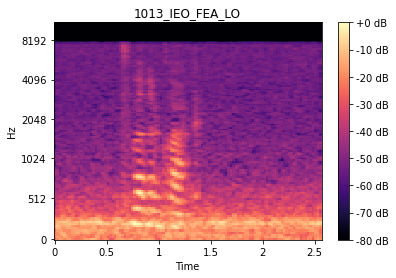 1013_IEO_FEA_LO
+0 dB
8192
-10 dB
4096
-20 dB
-30 dB
2048
-40 dB
Hz
1024
-50 dB
-60 dB
512
-70 dB
0
-80 dB
0 0.5 1 1.5 2 2.5
Time